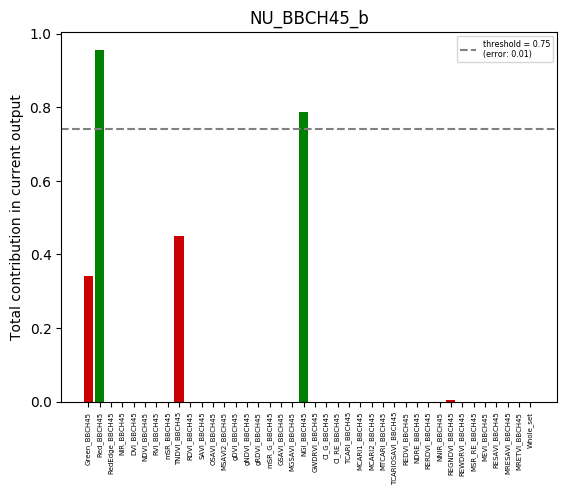 NU_BBCH45_b
Total contribution in current output
1.0
0.8
0.6
0.4
0.2
0.0
threshold = 0.75
(error: 0.01)
Green_BBCH45
Red_BBCH45
RedEdge_BBCH45
NIR_BBCH45
DVI_BBCH45
NDVI_BBCH45
RVI_BBCH45
mSR_BBCH45
TNDVI_BBCH45
RDVI_BBCH45
SAVI_BBCH45
OSAVI_BBCH45
MSAVI2_BBCH45
gDVI_BBCH45
gNDVI_BBCH45
gRDVI_BBCH45
mSR_G_BBCH45
GSAVI_BBCH45
MGSAVI_BBCH45
NGI_BBCH45
GWDRVI_BBCH45
CI_G_BBCH45
CI_RE_BBCH45
TCARI_BBCH45
MCARI1_BBCH45
MCARI2_BBCH45
MTCARI_BBCH45
TCARIOSAVI_BBCH45
REDVI_BBCH45
NDRE_BBCH45
RERDVI_BBCH45
NNIR_BBCH45
REGNDVI_BBCH45
REWDRVI_BBCH45
MSR_RE_BBCH45
MEVI_BBCH45
RESAVI_BBCH45
MRESAVI_BBCH45
MRETVI_BBCH45
Whole_set